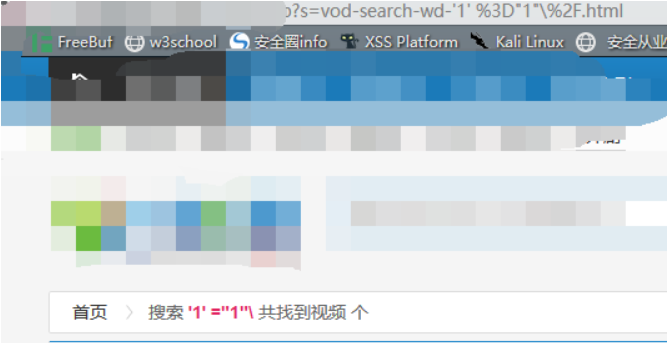 p?s=vod-search-wd-'1' %3D"1"\%2F.html
FreeBuf w3school 安全圈info XSS Platform Kali Linux 安全从业
首页 搜索 '1' ="1"\ 共找到视频 个